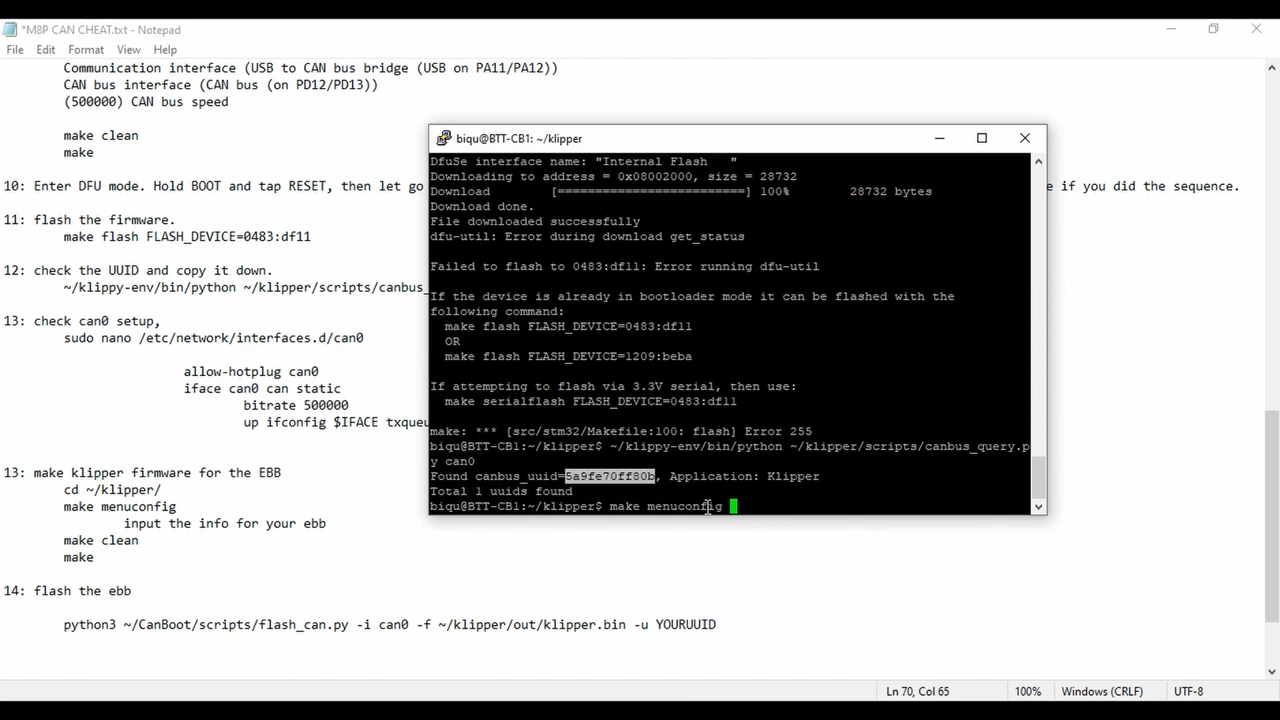 *M8P CAN CHEAT.txt - Notepad
File Edit Format View Help
Communication interface (USB to CAN bus bridge (USB on PA11/PA12))
CAN bus interface (CAN bus (on PD12/PD13))
(500000) CAN bus speed
make clean
make
10: Enter DFU mode. Hold BOOT and tap RESET, then let go
e if you did the sequence.
11: flash the firmware.
make flash FLASH_DEVICE=0483:df11
12: check the UUID and copy it down.
~/klippy-env/bin/python ~/klipper/scripts/canbus_
13: check can0 setup,
sudo nano /etc/network/interfaces.d/can0
allow-hotplug can0
iface can0 can static
bitrate 500000
up ifconfig $IFACE txqueu
13: make klipper firmware for the EBB
cd ~/klipper/
make menuconfig
input the info for your ebb
make clean
make
14: flash the ebb
python3 ~/CanBoot/scripts/flash_can.py -i can0 -f ~/klipper/out/klipper.bin -u YOURUUID
Ln 70, Col 65 100% Windows (CRLF) UTF-8
biqu@BTT-CB1: ~/klipper
DfuSe interface name: "Internal Flash   "
Downloading to address = 0x08002000, size = 28732
Download [=========================] 100% 28732 bytes
Download done.
File downloaded successfully
dfu-util: Error during download get_status
Failed to flash to 0483:df11: Error running dfu-util
If the device is already in bootloader mode it can be flashed with the
following command:
make flash FLASH_DEVICE=0483:df11
OR
make flash FLASH_DEVICE=1209:beba
If attempting to flash via 3.3V serial, then use:
make serialflash FLASH_DEVICE=0483:df11
make: *** [src/stm32/Makefile:100: flash] Error 255
biqu@BTT-CB1:~/klipper$ ~/klippy-env/bin/python ~/klipper/scripts/canbus_query.p
y can0
Found canbus_uuid=5a9fe70ff80b, Application: Klipper
Total 1 uuids found
biqu@BTT-CB1:~/klipper$ make menuconfig